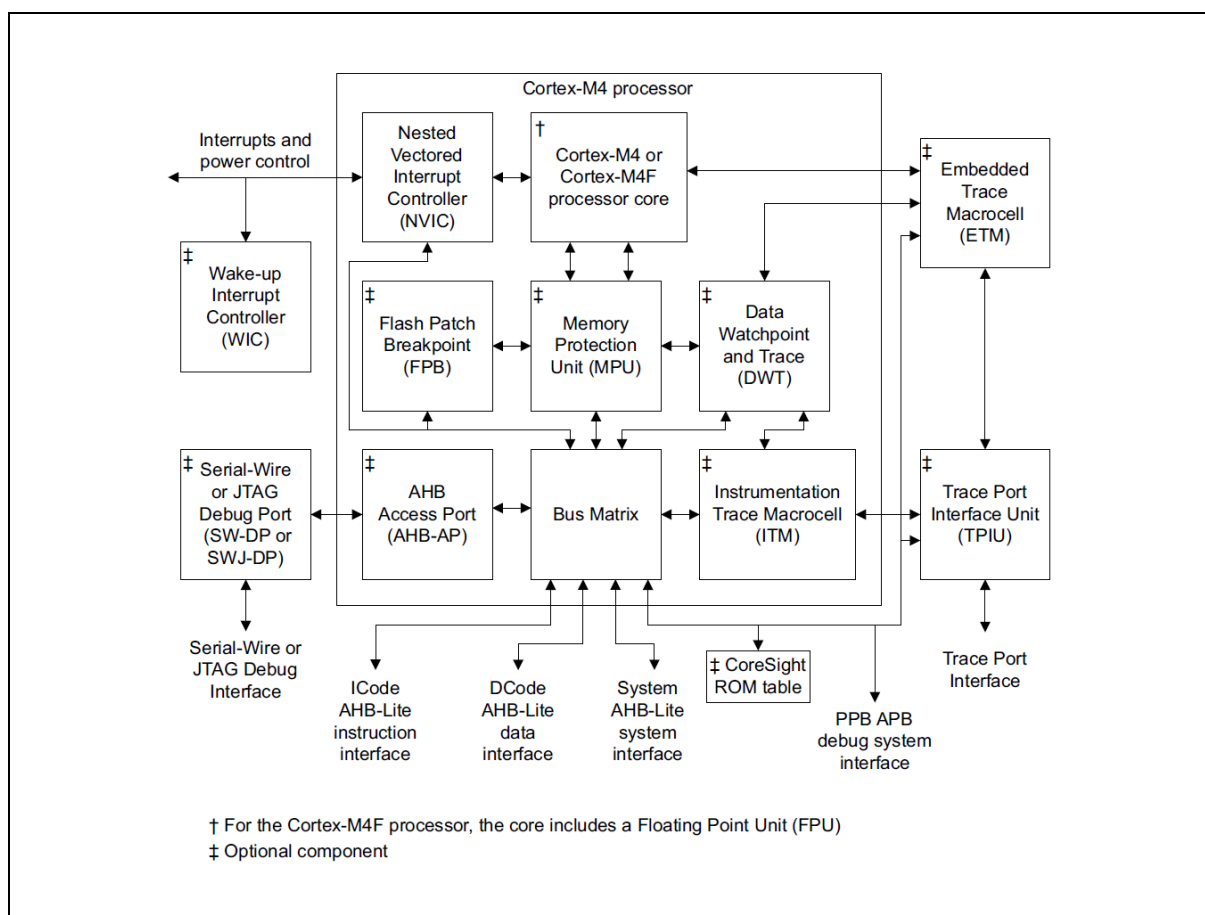 Cortex-M4 processor
Interrupts and
power control
Nested
Vectored
Interrupt
Controller
(NVIC)
†
Cortex-M4 or
Cortex-M4F
processor core
‡
Embedded
Trace
Macrocell
(ETM)
‡
Wake-up
Interrupt
Controller
(WIC)
‡
Flash Patch
Breakpoint
(FPB)
‡
Memory
Protection
Unit (MPU)
‡
Data
Watchpoint
and Trace
(DWT)
‡
Serial-Wire
or JTAG
Debug Port
(SW-DP or
SWJ-DP)
‡
AHB
Access Port
(AHB-AP)
Bus Matrix
‡
Instrumentation
Trace Macrocell
(ITM)
‡
Trace Port
Interface Unit
(TPIU)
Serial-Wire or
JTAG Debug
Interface
ICode
AHB-Lite
instruction
interface
DCode
AHB-Lite
data
interface
System
AHB-Lite
system
interface
‡ CoreSight
ROM table
PPB APB
debug system
interface
Trace Port
Interface
† For the Cortex-M4F processor, the core includes a Floating Point Unit (FPU)
‡ Optional component